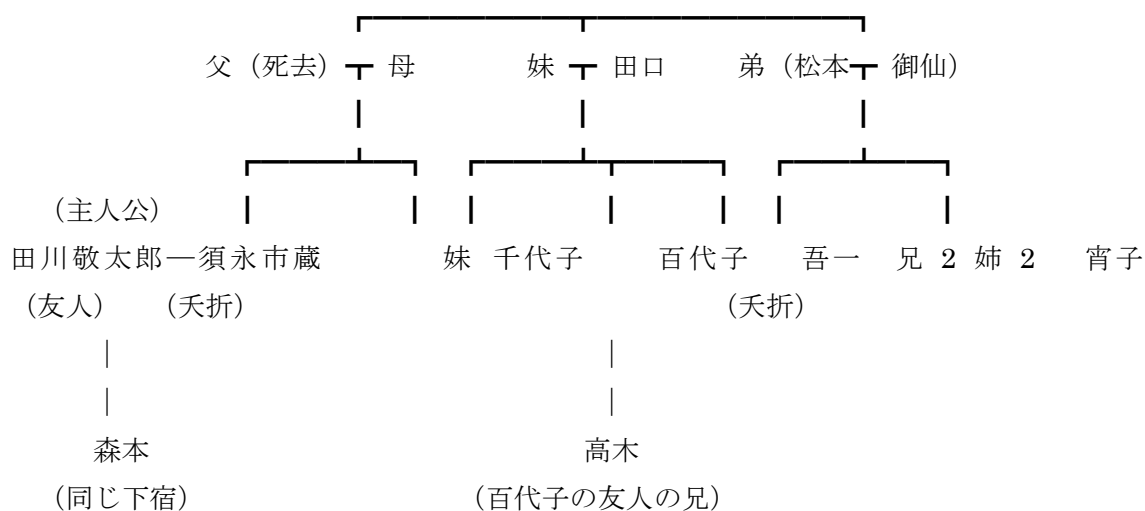 父（死去） 母 妹 田口 弟（松本 御仙）
（主人公）
田川敬太郎―須永市蔵 妹 千代子 百代子 吾一 兄 2 姉 2 宵子
（友人） （夭折） （夭折）
森本 高木
（同じ下宿） （百代子の友人の兄）